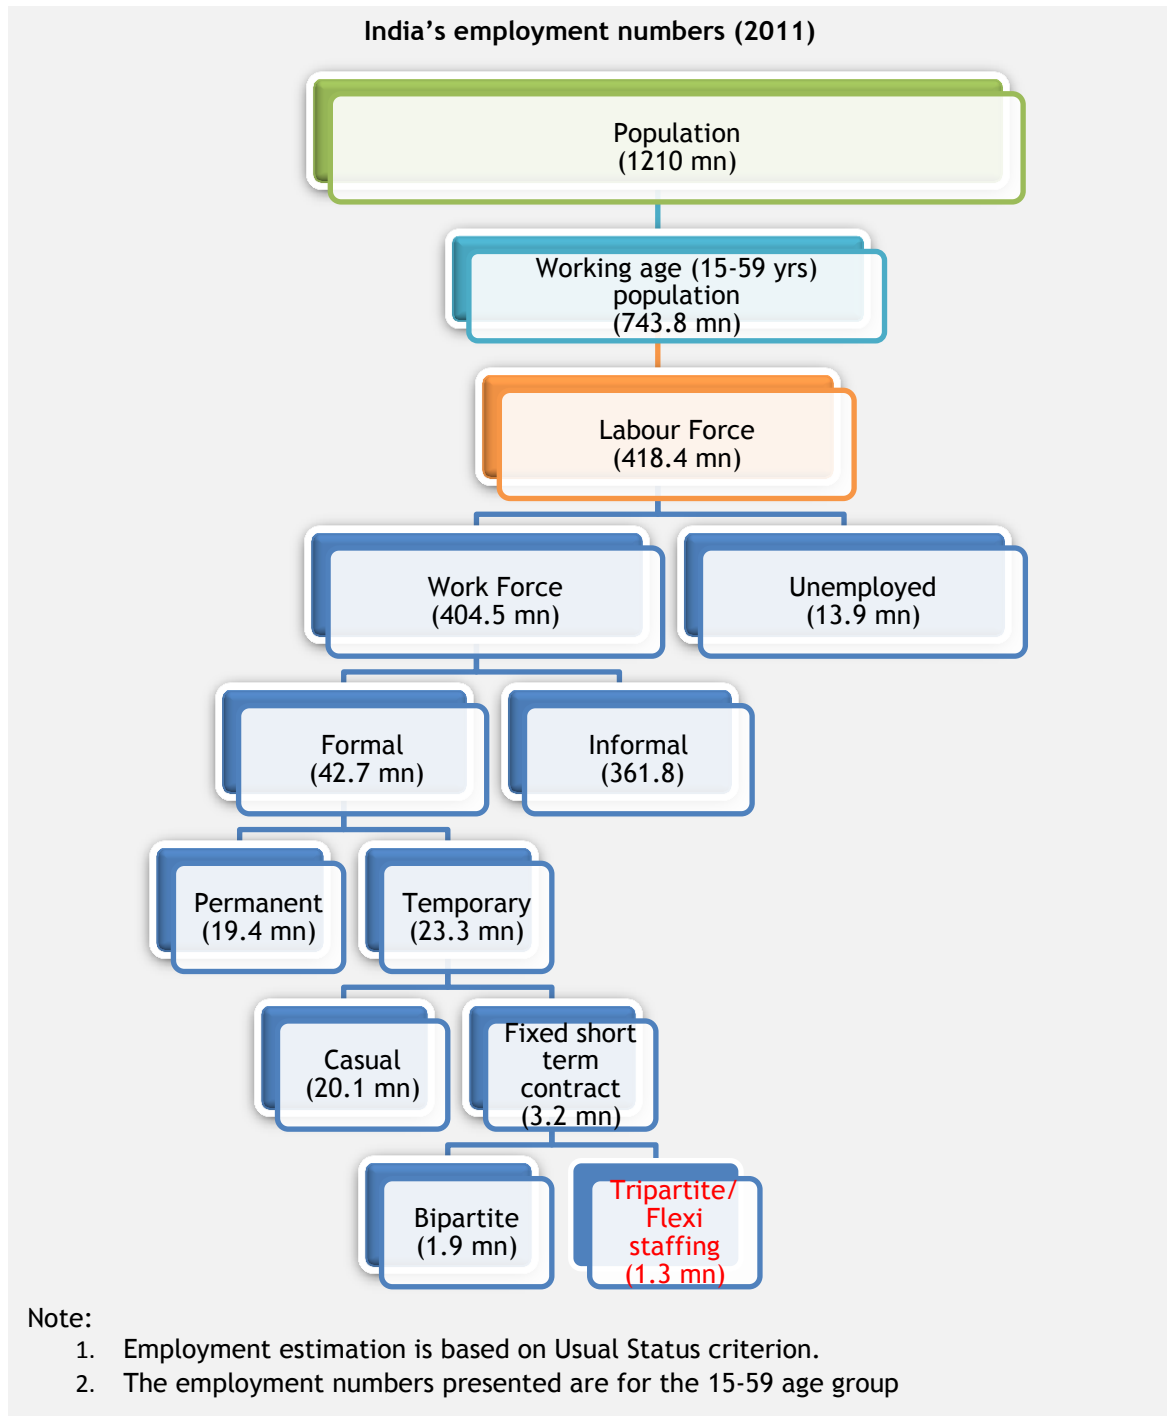 India’s employment numbers (2011)
Population
(1210 mn)
Working age (15-59 yrs)
population
(743.8 mn)
Labour Force
(418.4 mn)
Work Force
(404.5 mn)
Unemployed
(13.9 mn)
Formal
(42.7 mn)
Informal
(361.8)
Permanent
(19.4 mn)
Temporary
(23.3 mn)
Casual
(20.1 mn)
Fixed short
term
contract
(3.2 mn)
Bipartite
(1.9 mn)
Tripartite/
Flexi
staffing
(1.3 mn)
Note:
1. Employment estimation is based on Usual Status criterion.
2. The employment numbers presented are for the 15-59 age group